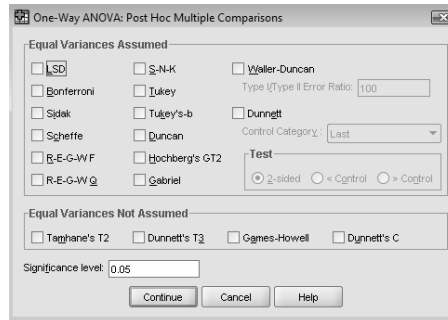 One-Way ANOVA: Post Hoc Multiple Comparisons
Equal Variances Assumed
LSD S-N-K Waller-Duncan
Type I/Type II Error Ratio: 100
Bonferroni Tukey
Sidak Tukey's-b Dunnett
Control Category: Last
Scheffe Duncan
Test
R-E-G-W F Hochberg's GT2
2-sided < Control > Control
R-E-G-W Q Gabriel
Equal Variances Not Assumed
Tamhane's T2 Dunnett's T3 Games-Howell Dunnett's C
Significance level: 0.05
Continue Cancel Help